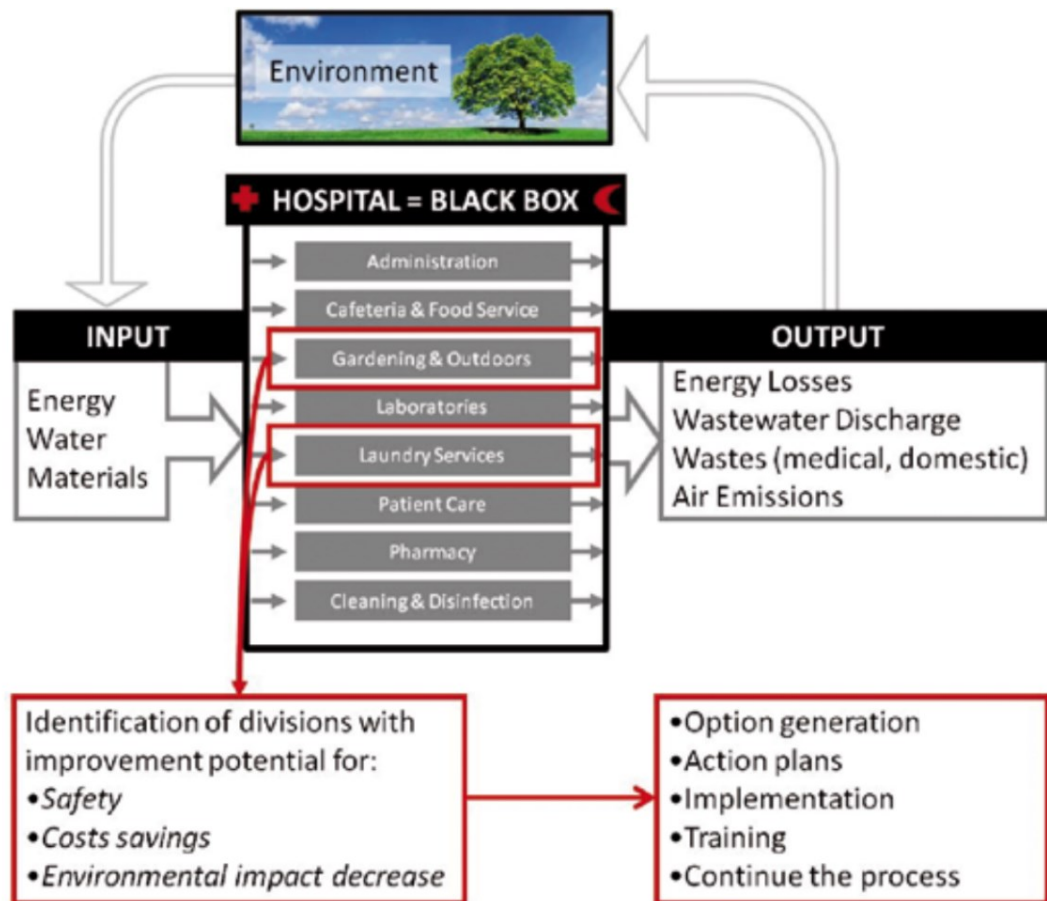 Environment
HOSPITAL = BLACK BOX
Administration
Cafeteria & Food Service
Gardening & Outdoors
Laboratories
Laundry Services
Patient Care
Pharmacy
Cleaning & Disinfection
INPUT
Energy
Water
Materials
OUTPUT
Energy Losses
Wastewater Discharge
Wastes (medical, domestic)
Air Emissions
Identification of divisions with
improvement potential for:
•Safety
•Costs savings
•Environmental impact decrease
•Option generation
•Action plans
•Implementation
•Training
•Continue the process